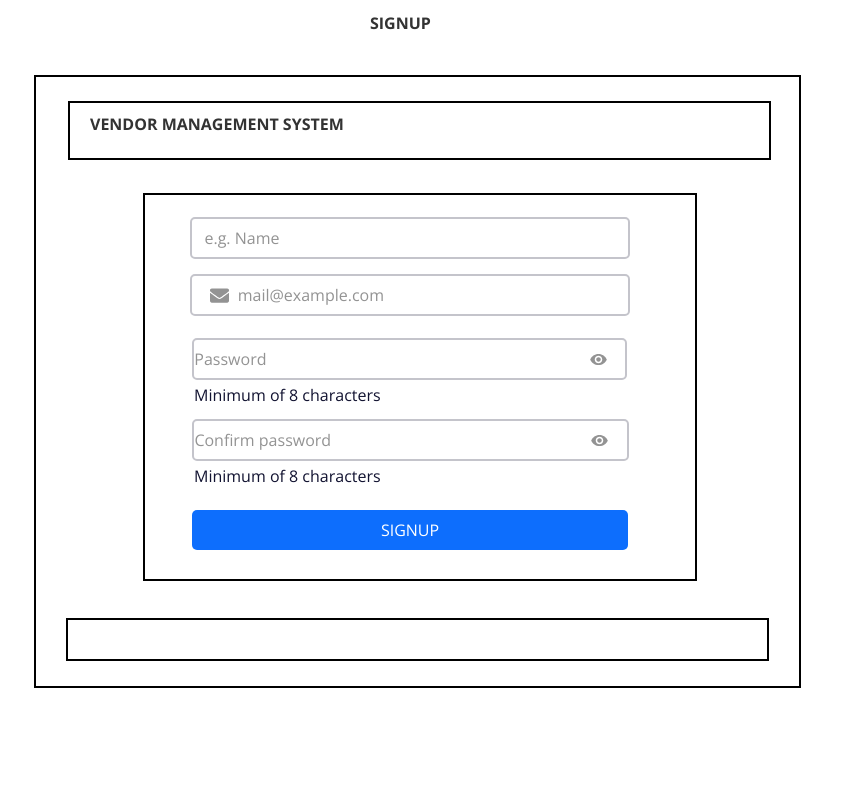 SIGNUP
VENDOR MANAGEMENT SYSTEM
e.g. Name
mail@example.com
Password
Minimum of 8 characters
Confirm password
Minimum of 8 characters
SIGNUP